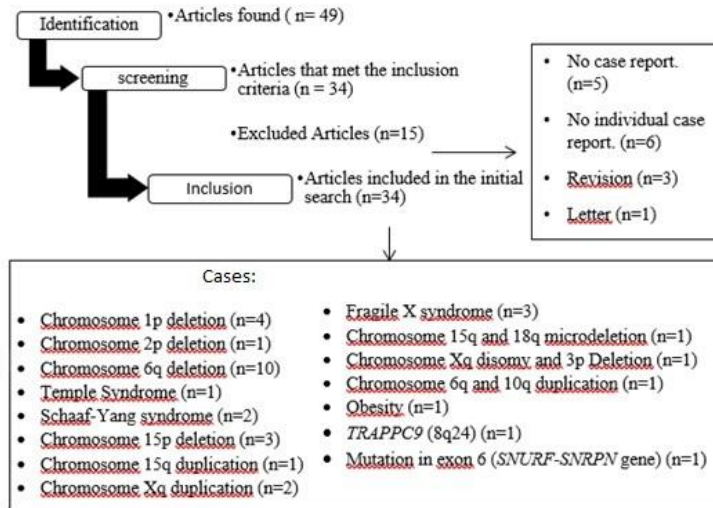 Identification
•Articles found ( n= 49)
screening
•Articles that met the inclusion
criteria (n = 34)
•Excluded Articles (n=15)
Inclusion
•Articles included in the initial
search (n=34)
• No case report.
(n=5)
• No individual case
report. (n=6)
• Revision (n=3)
• Letter (n=1)
Cases:
• Chromosome 1p deletion (n=4)
• Chromosome 2p deletion (n=1)
• Chromosome 6q deletion (n=10)
• Temple Syndrome (n=1)
• Schaaf-Yang syndrome (n=2)
• Chromosome 15p deletion (n=3)
• Chromosome 15q duplication (n=1)
• Chromosome Xq duplication (n=2)
• Fragile X syndrome (n=3)
• Chromosome 15q and 18q microdeletion (n=1)
• Chromosome Xq disomy and 3p Deletion (n=1)
• Chromosome 6q and 10q duplication (n=1)
• Obesity (n=1)
• TRAPPC9 (8q24) (n=1)
• Mutation in exon 6 (SNURF-SNRPN gene) (n=1)